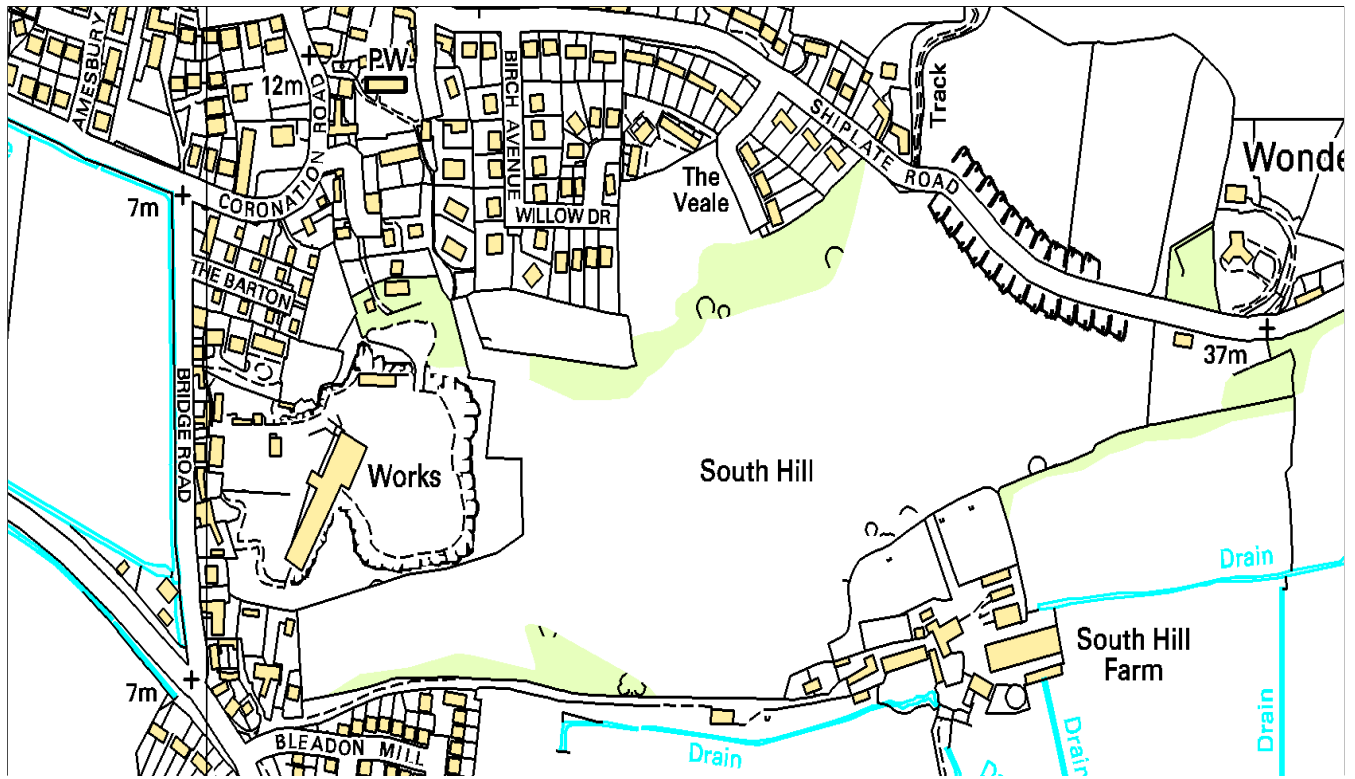 AMESBURY
P.W
12m
CORONATION ROAD
7m
BIRCH AVENUE
WILLOW DR
The
Veale
SHIPLATE ROAD
Track
Wonde
37m
THE BARTON
BRIDGE ROAD
Works
South Hill
Drain
South Hill
Farm
7m
BLEADON MILL
Drain
Drain
Drain